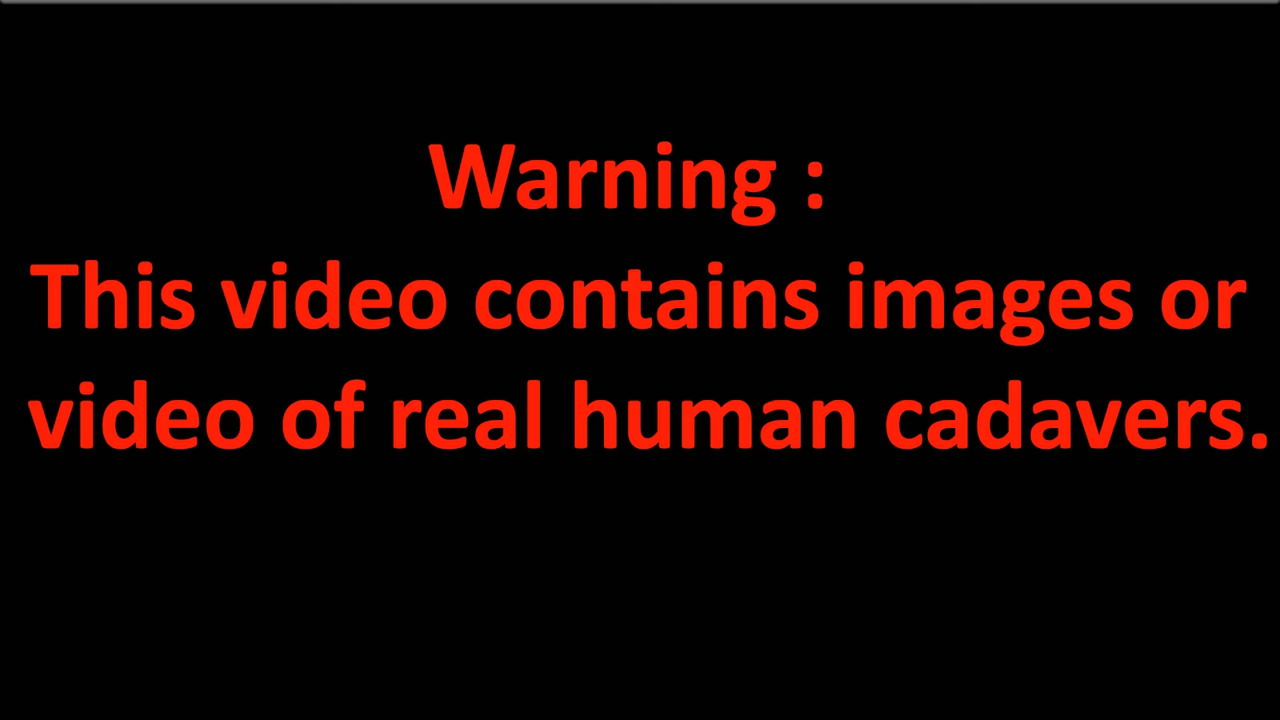 Warning :
This video contains images or
video of real human cadavers.